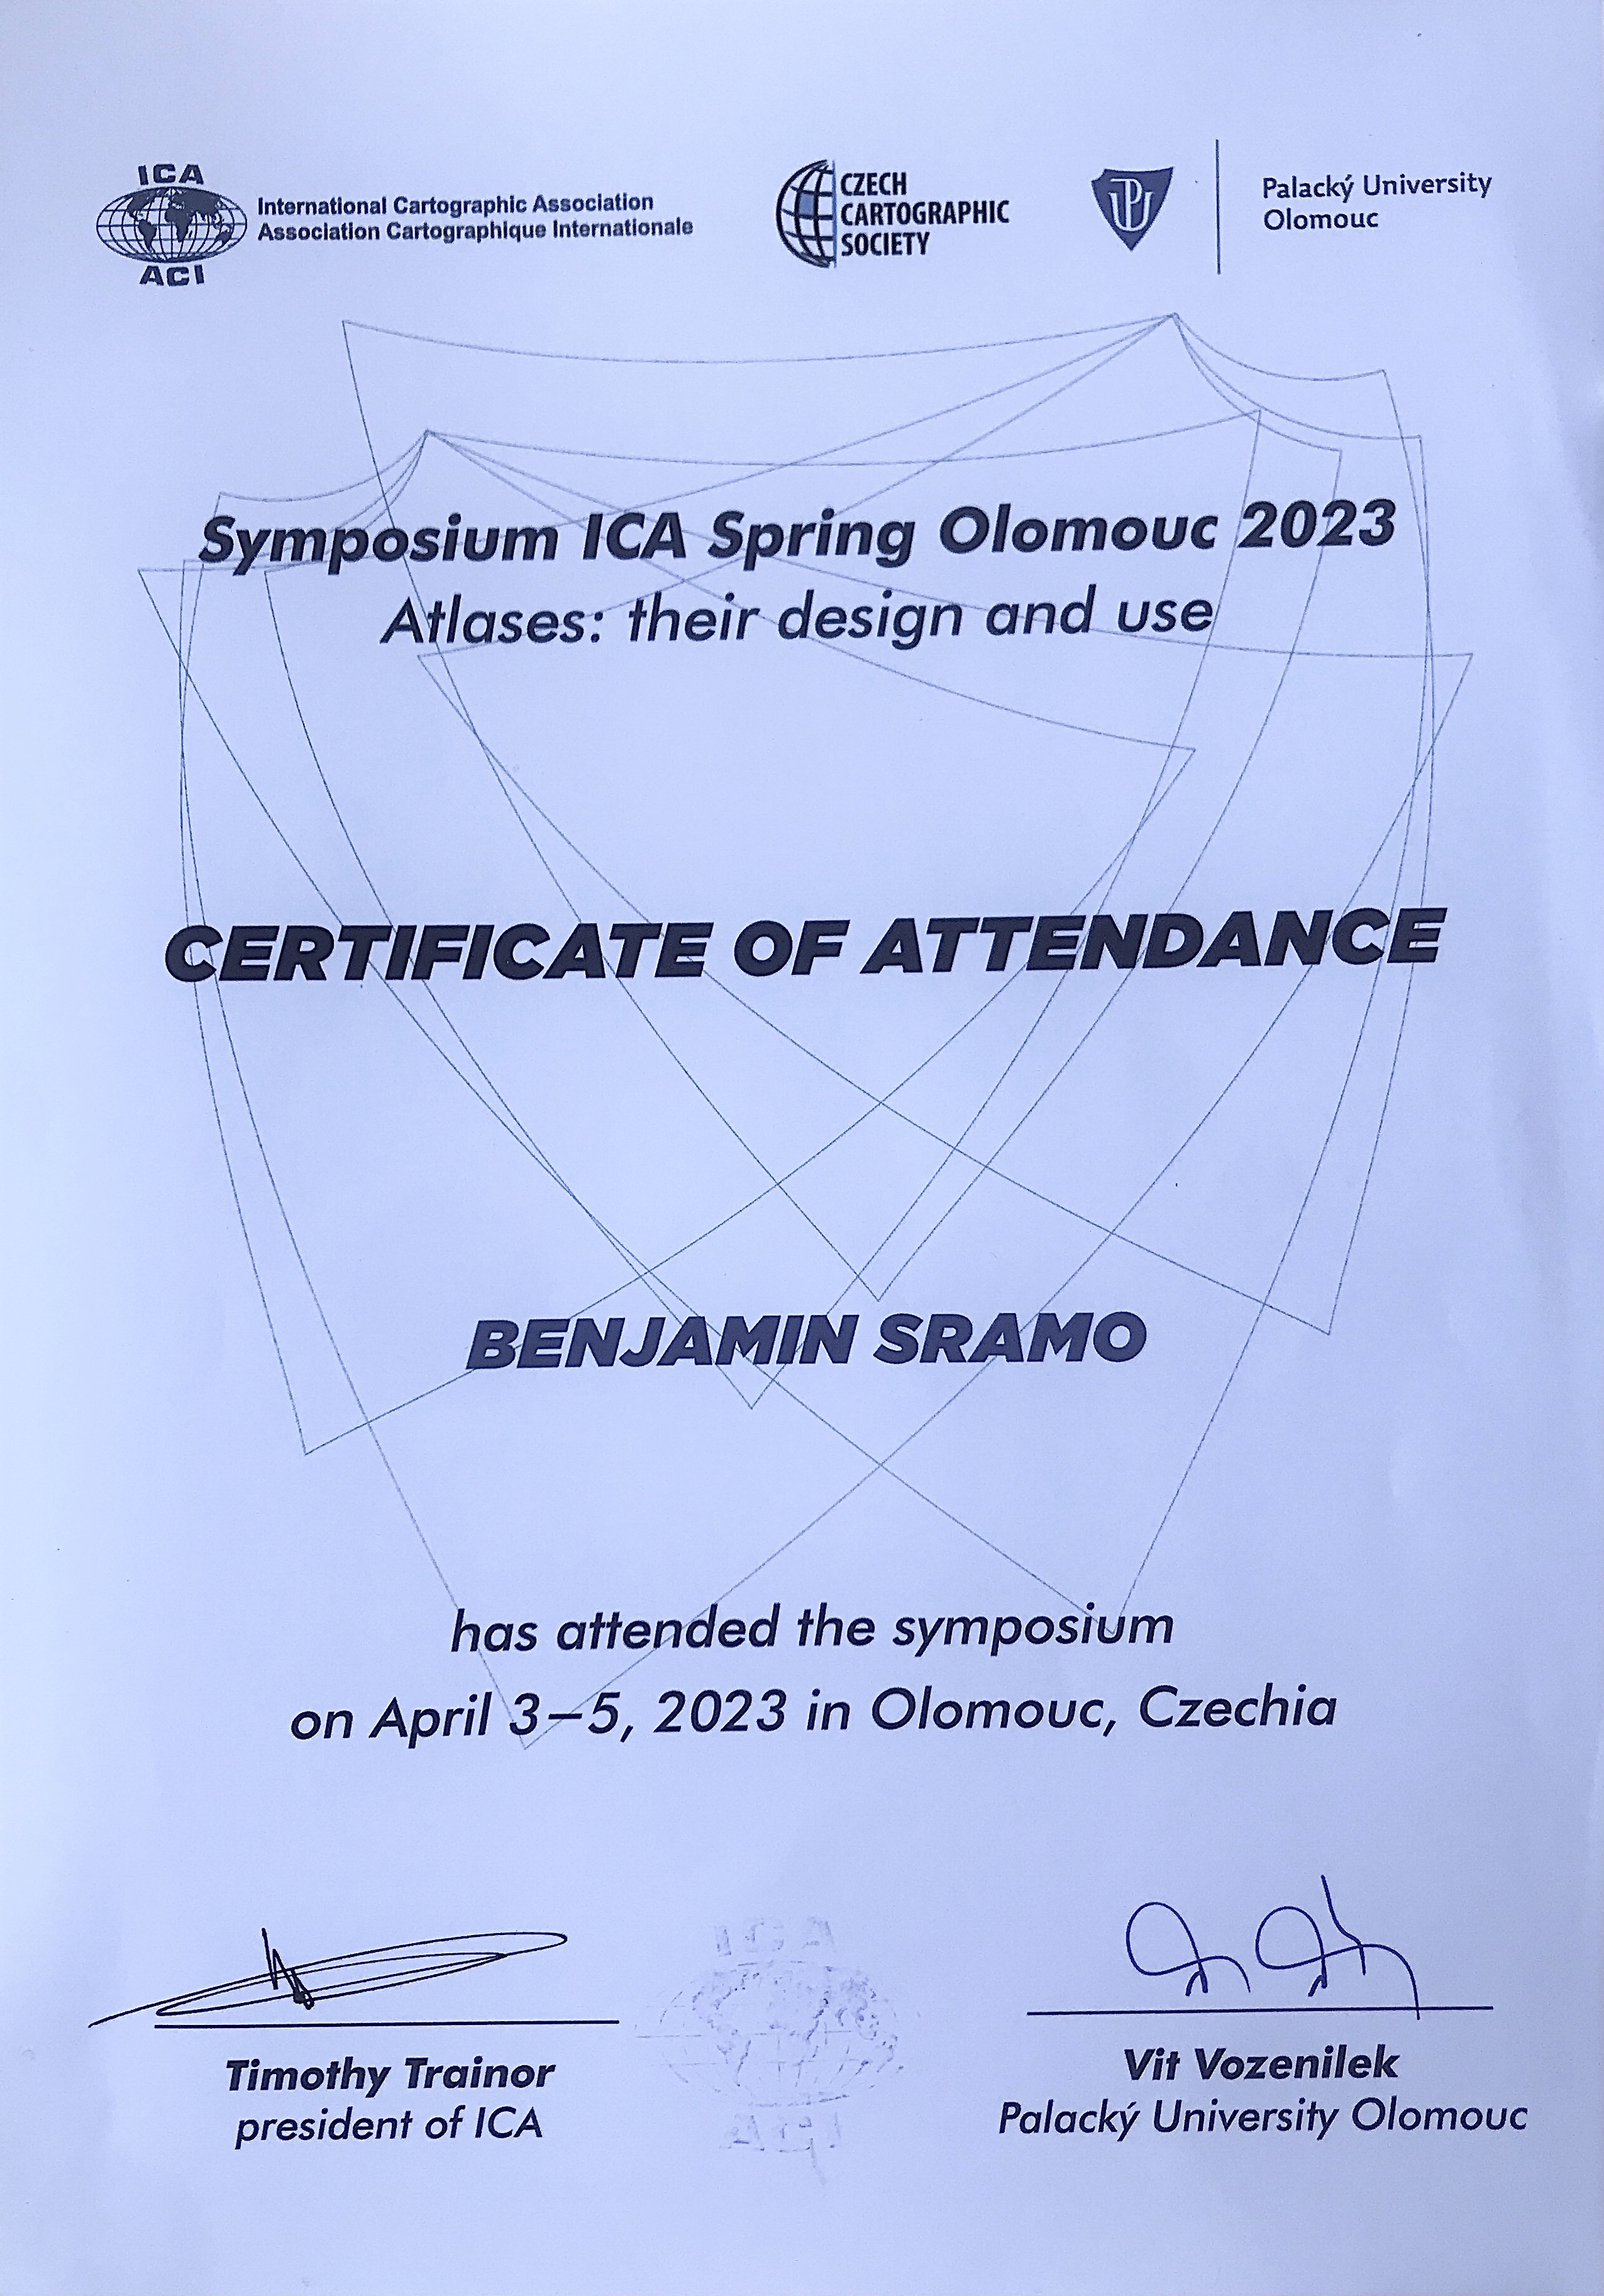 ICA
International Cartographic Association
Association Cartographique Internationale
ACI
CZECH
CARTOGRAPHIC
SOCIETY
UP
Palacký University
Olomouc
Symposium ICA Spring Olomouc 2023
Atlases: their design and use
CERTIFICATE OF ATTENDANCE
BENJAMIN SRAMO
has attended the symposium
on April 3–5, 2023 in Olomouc, Czechia
Timothy Trainor
president of ICA
Vit Vozenilek
Palacký University Olomouc